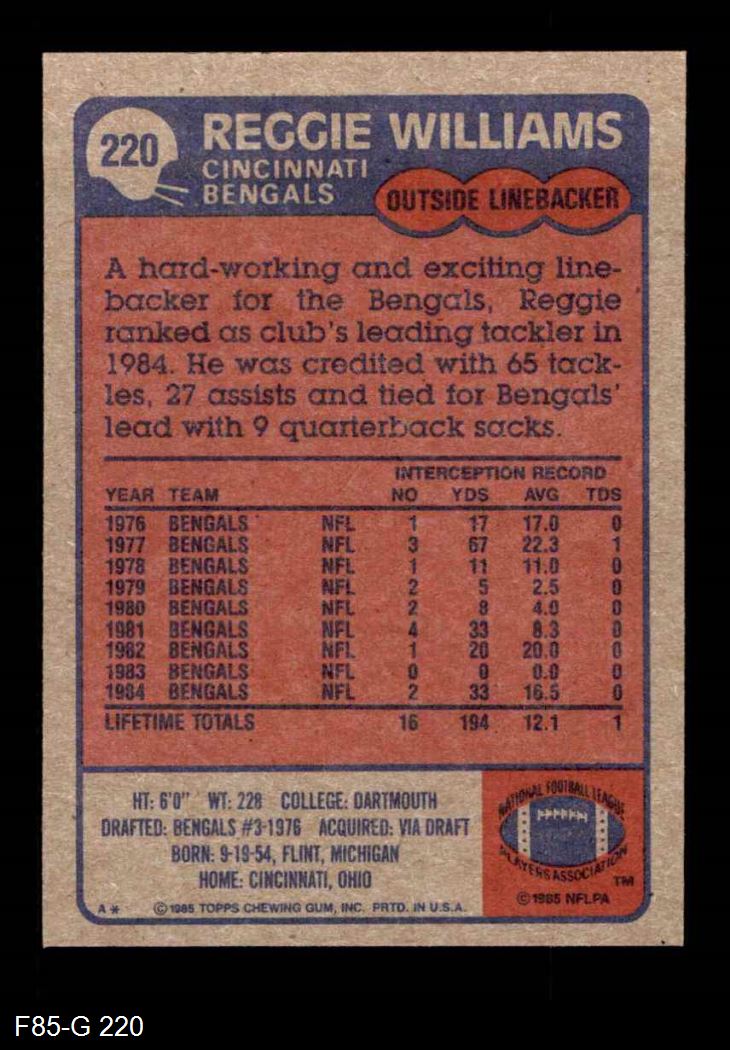 220
REGGIE WILLIAMS
CINCINNATI
BENGALS
OUTSIDE LINEBACKER
A hard-working and exciting line-
backer for the Bengals, Reggie
ranked as club's leading tackler in
1984. He was credited with 65 tack-
les, 27 assists and tied for Bengals'
lead with 9 quarterback sacks.
INTERCEPTION RECORD
YEAR TEAM NO YDS AVG TDS
1976 BENGALS NFL 1 17 17.0 0
1977 BENGALS NFL 3 67 22.3 1
1978 BENGALS NFL 1 11 11.0 0
1979 BENGALS NFL 2 5 2.5 0
1980 BENGALS NFL 2 8 4.0 0
1981 BENGALS NFL 4 33 8.3 0
1982 BENGALS NFL 1 20 20.0 0
1983 BENGALS NFL 0 0 0.0 0
1984 BENGALS NFL 2 33 16.5 0
LIFETIME TOTALS 16 194 12.1 1
HT: 6'0" WT: 228 COLLEGE: DARTMOUTH
DRAFTED: BENGALS #3-1976 ACQUIRED: VIA DRAFT
BORN: 9-19-54, FLINT, MICHIGAN
HOME: CINCINNATI, OHIO
A* © 1985 TOPPS CHEWING GUM, INC. PRTD. IN U.S.A.
NATIONAL FOOTBALL LEAGUE
PLAYERS ASSOCIATION
TM
© 1985 NFLPA
F85-G 220